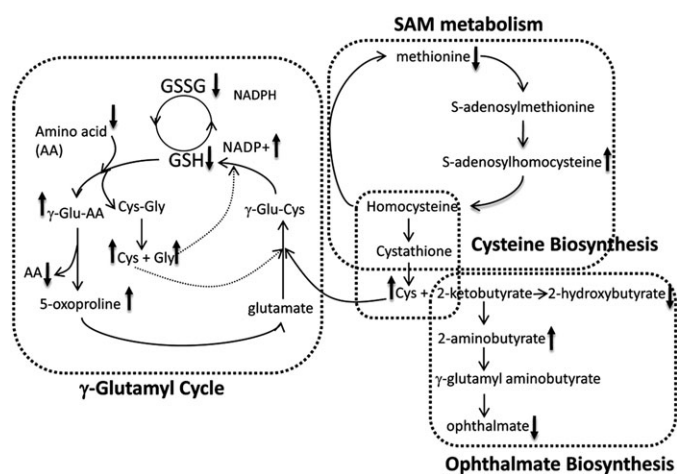 SAM metabolism
methionine
S-adenosylmethionine
S-adenosylhomocysteine
Homocysteine
Cystathione
Cysteine Biosynthesis
Cys + 2-ketobutyrate 2-hydroxybutyrate
2-aminobutyrate
γ-glutamyl aminobutyrate
ophthalmate
Ophthalmate Biosynthesis
GSSG
NADPH
Amino acid
(AA)
NADP+
GSH
γ-Glu-AA
Cys-Gly
γ-Glu-Cys
Cys + Gly
AA
5-oxoproline
glutamate
γ-Glutamyl Cycle